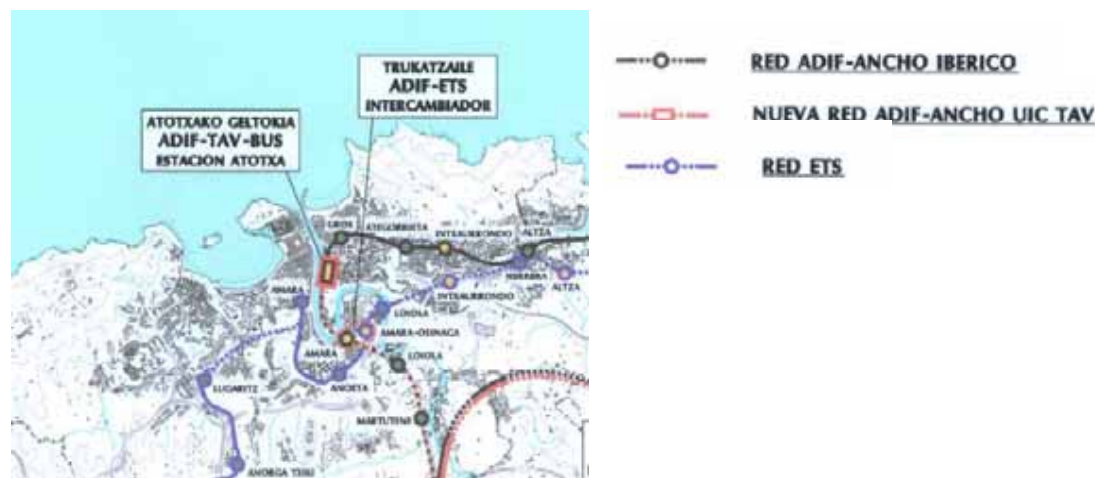 TRUKATZAILE
ADIF-ETS
INTERCAMBIADOR
ATOTXAKO GELTOKIA
ADIF-TAV-BUS
ESTACION ATOTXA
RED ADIF-ANCHO IBERICO
NUEVA RED ADIF-ANCHO UIC TAV
RED ETS
GROS
ATEGORRIETA
INTXAURRONDO
ALTZA
HERRERA
ALTZA
INTXAURRONDO
AMARA
LOIOLA
AMARA-OSINAGA
AMARA
LOIOLA
ANOETA
LUGARITZ
MARTUTENE
AÑORGA TXIKI